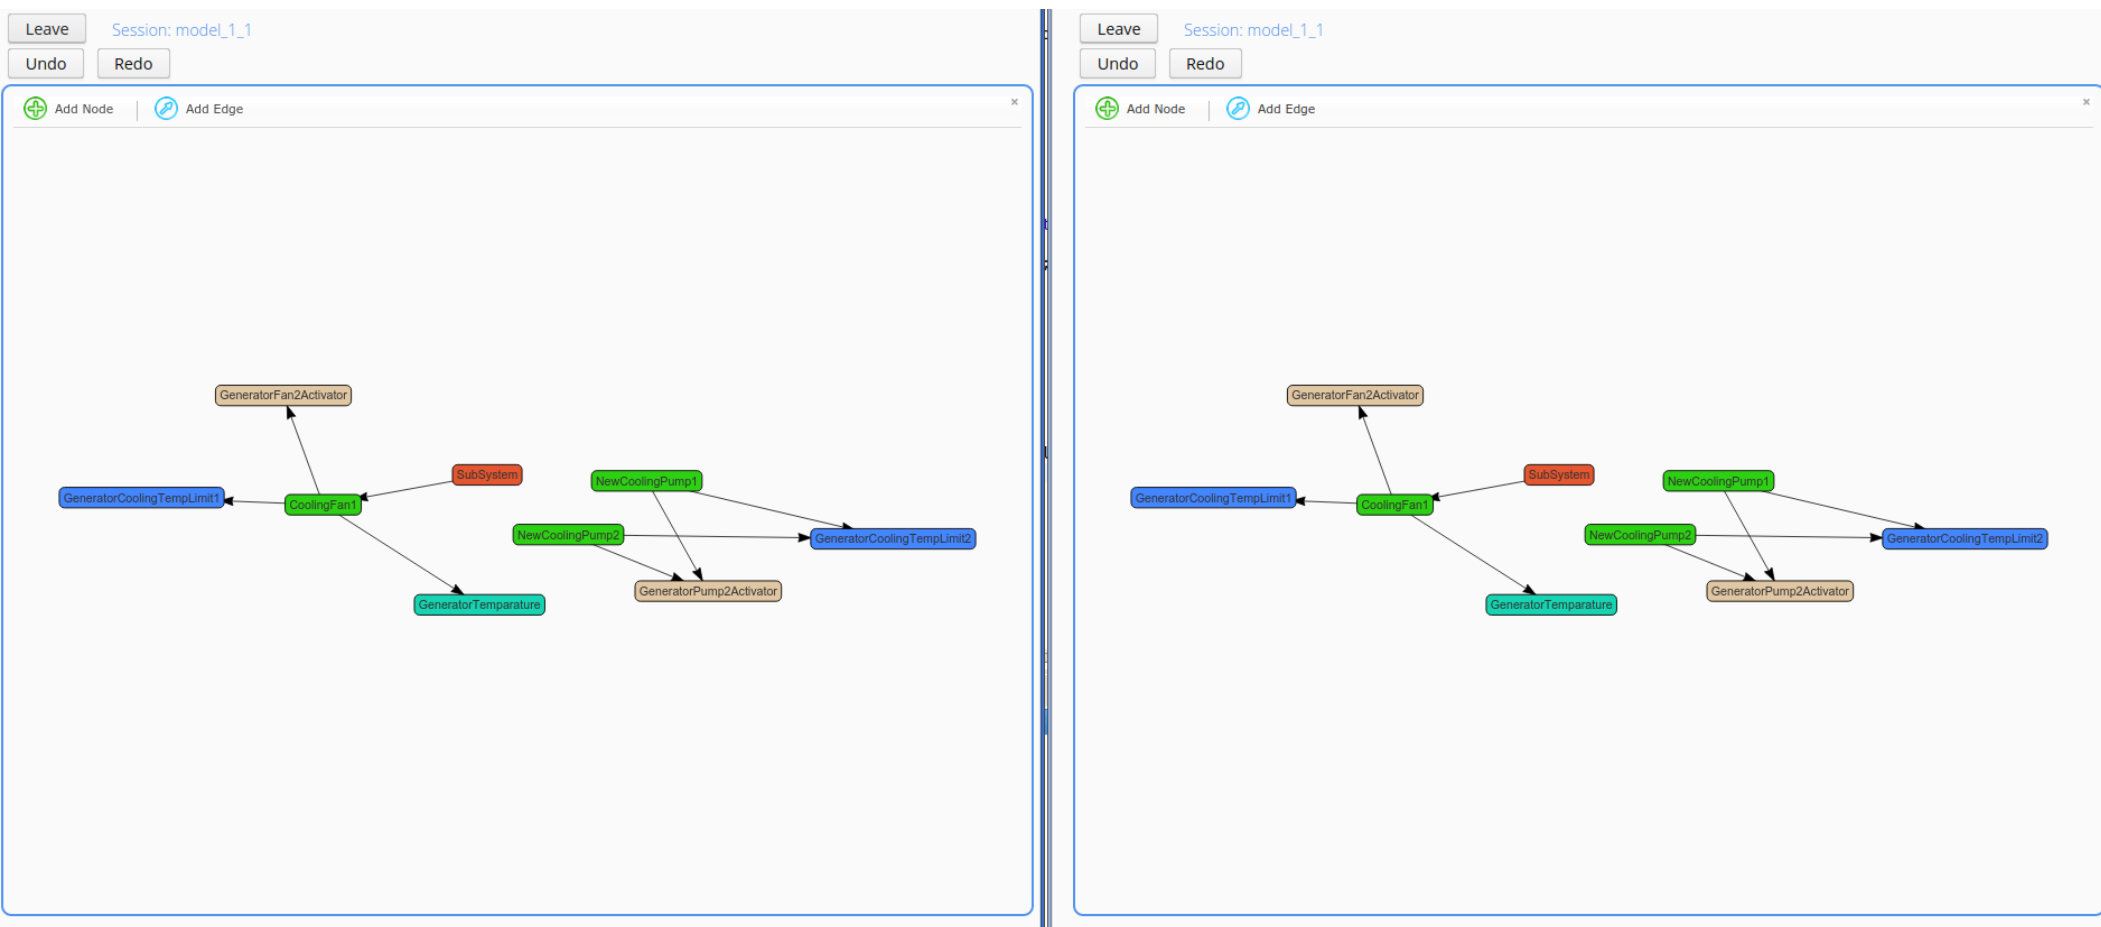 Leave Session: model_1_1
Undo Redo
Add Node Add Edge
GeneratorFan2Activator
SubSystem
NewCoolingPump1
GeneratorCoolingTempLimit1
CoolingFan1
NewCoolingPump2
GeneratorCoolingTempLimit2
GeneratorPump2Activator
GeneratorTemparature
Leave Session: model_1_1
Undo Redo
Add Node Add Edge
GeneratorFan2Activator
SubSystem
NewCoolingPump1
GeneratorCoolingTempLimit1
CoolingFan1
NewCoolingPump2
GeneratorCoolingTempLimit2
GeneratorPump2Activator
GeneratorTemparature